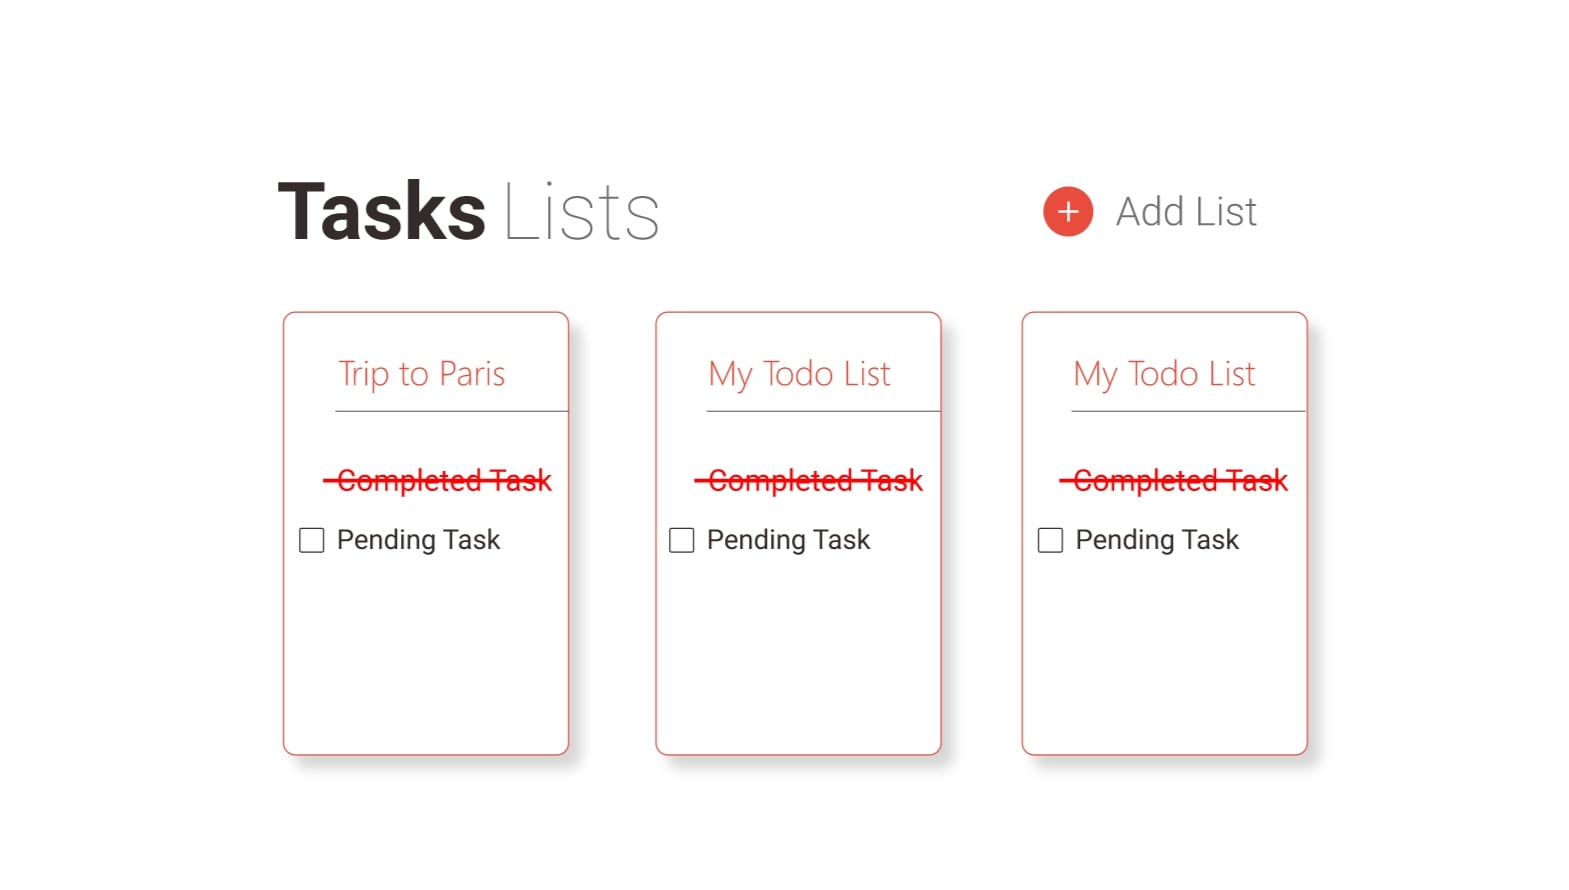 Tasks Lists
Add List
Trip to Paris
Completed Task
Pending Task
My Todo List
Completed Task
Pending Task
My Todo List
Completed Task
Pending Task